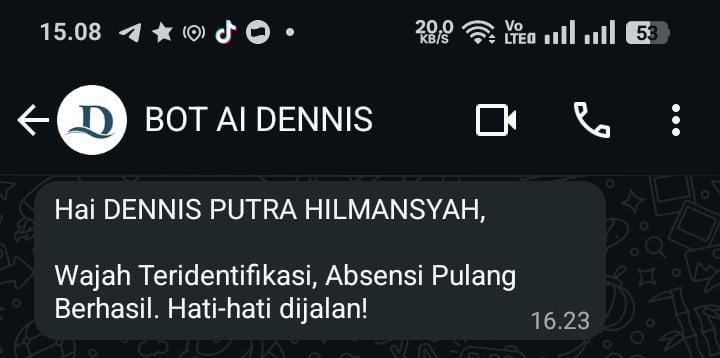 15.08
20,0 KB/S
Vo LTE
53
BOT AI DENNIS
Hai DENNIS PUTRA HILMANSYAH,
Wajah Teridentifikasi, Absensi Pulang
Berhasil. Hati-hati dijalan!
16.23